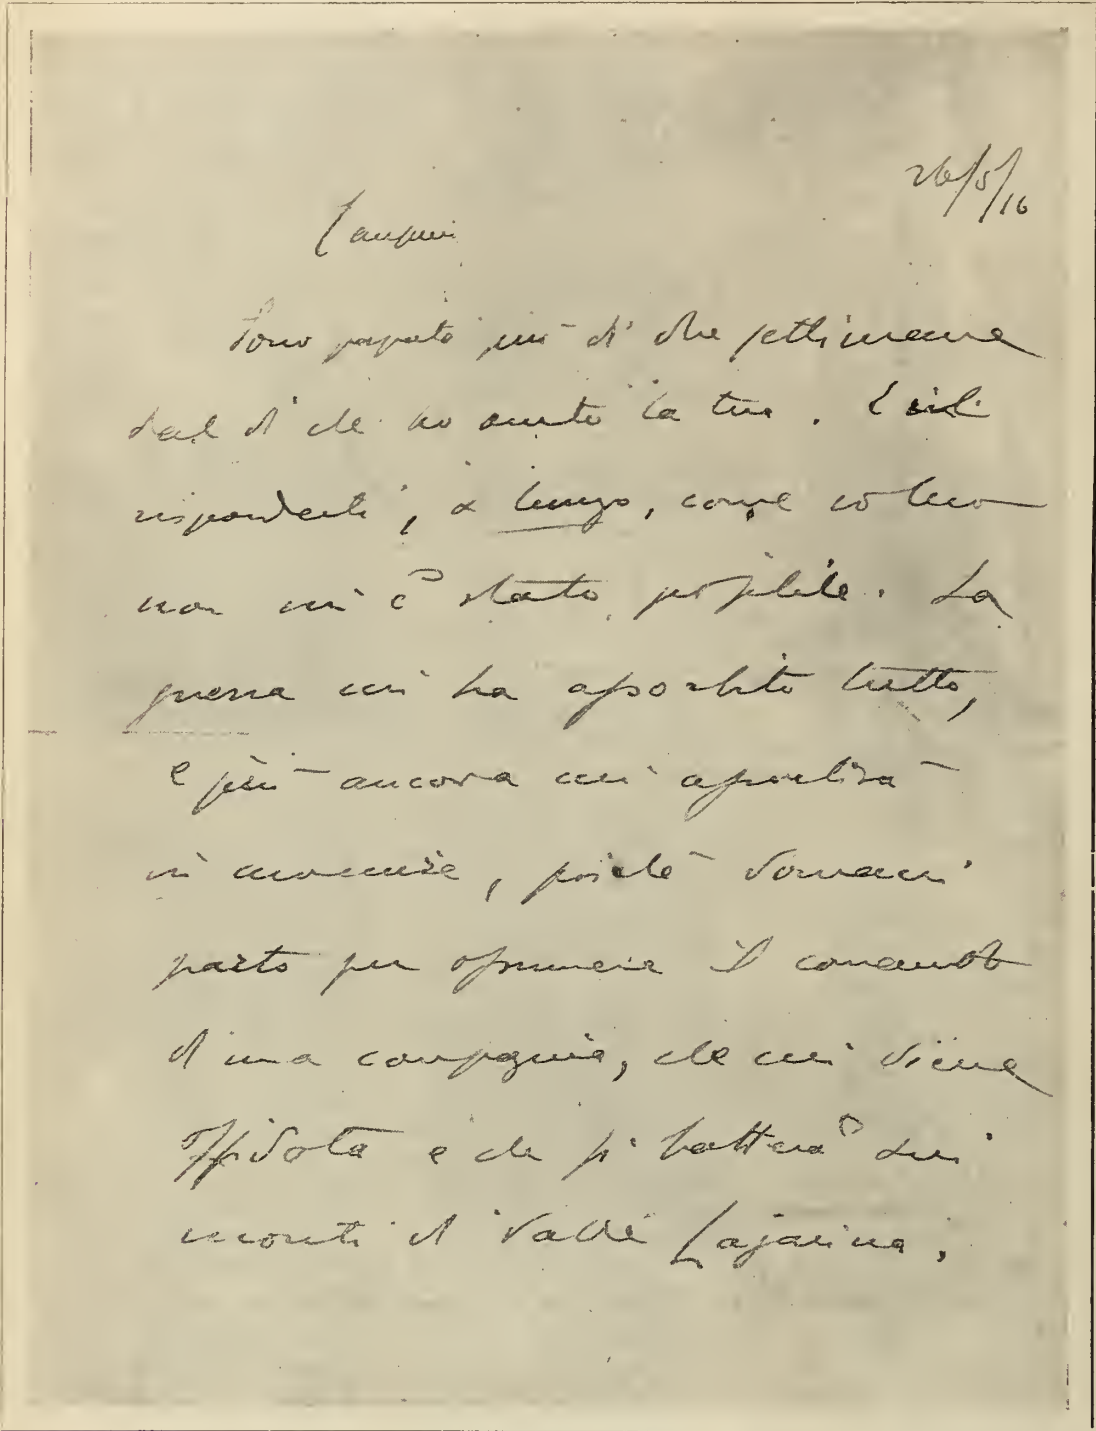 26/5/16
Sono passate più di due settimane
dal dì che ho avuto la tua. E sì che
risponderti, a lungo, come volevo
non mi è stato possibile. La
guerra mi ha assorbito tutto,
e più ancora mi assorbirà
in avvenire, poichè domani
parto per assumere il comando
d'una compagnia, che mi viene
affidata e che si batterà sui
monti di Valle Lagarina.